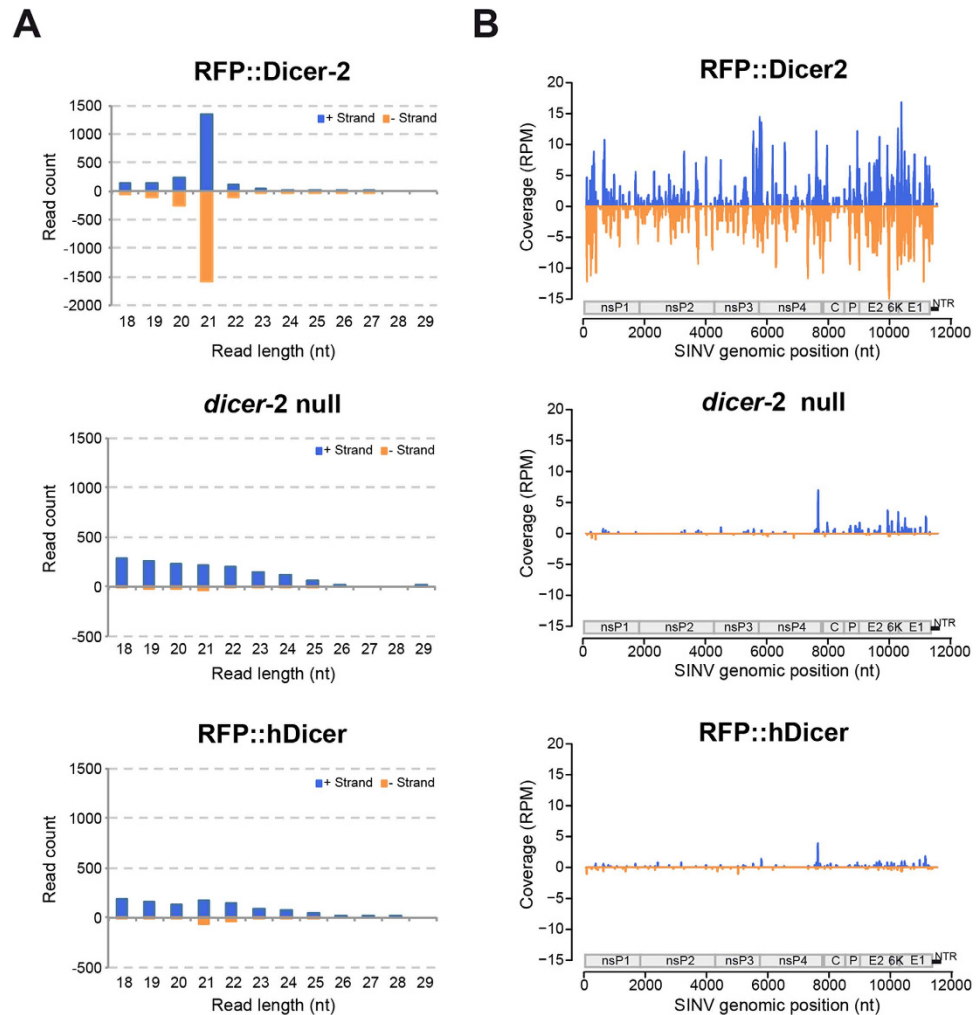 A
RFP::Dicer-2
1500
1000
500
0
-500
-1000
-1500
-2000
Read count
+ Strand - Strand
18 19 20 21 22 23 24 25 26 27 28 29
Read length (nt)
dicer-2 null
1500
1000
500
0
-500
Read count
+ Strand - Strand
18 19 20 21 22 23 24 25 26 27 28 29
Read length (nt)
RFP::hDicer
1500
1000
500
0
-500
Read count
+ Strand - Strand
18 19 20 21 22 23 24 25 26 27 28 29
Read length (nt)
B
RFP::Dicer2
20
15
10
5
0
−5
−10
−15
Coverage (RPM)
nsP1 nsP2 nsP3 nsP4 C P E2 6K E1 NTR
0 2000 4000 6000 8000 10000 12000
SINV genomic position (nt)
dicer-2 null
20
15
10
5
0
−5
−10
−15
Coverage (RPM)
nsP1 nsP2 nsP3 nsP4 C P E2 6K E1 NTR
0 2000 4000 6000 8000 10000 12000
SINV genomic position (nt)
RFP::hDicer
20
15
10
5
0
−5
−10
−15
Coverage (RPM)
nsP1 nsP2 nsP3 nsP4 C P E2 6K E1 NTR
0 2000 4000 6000 8000 10000 12000
SINV genomic position (nt)